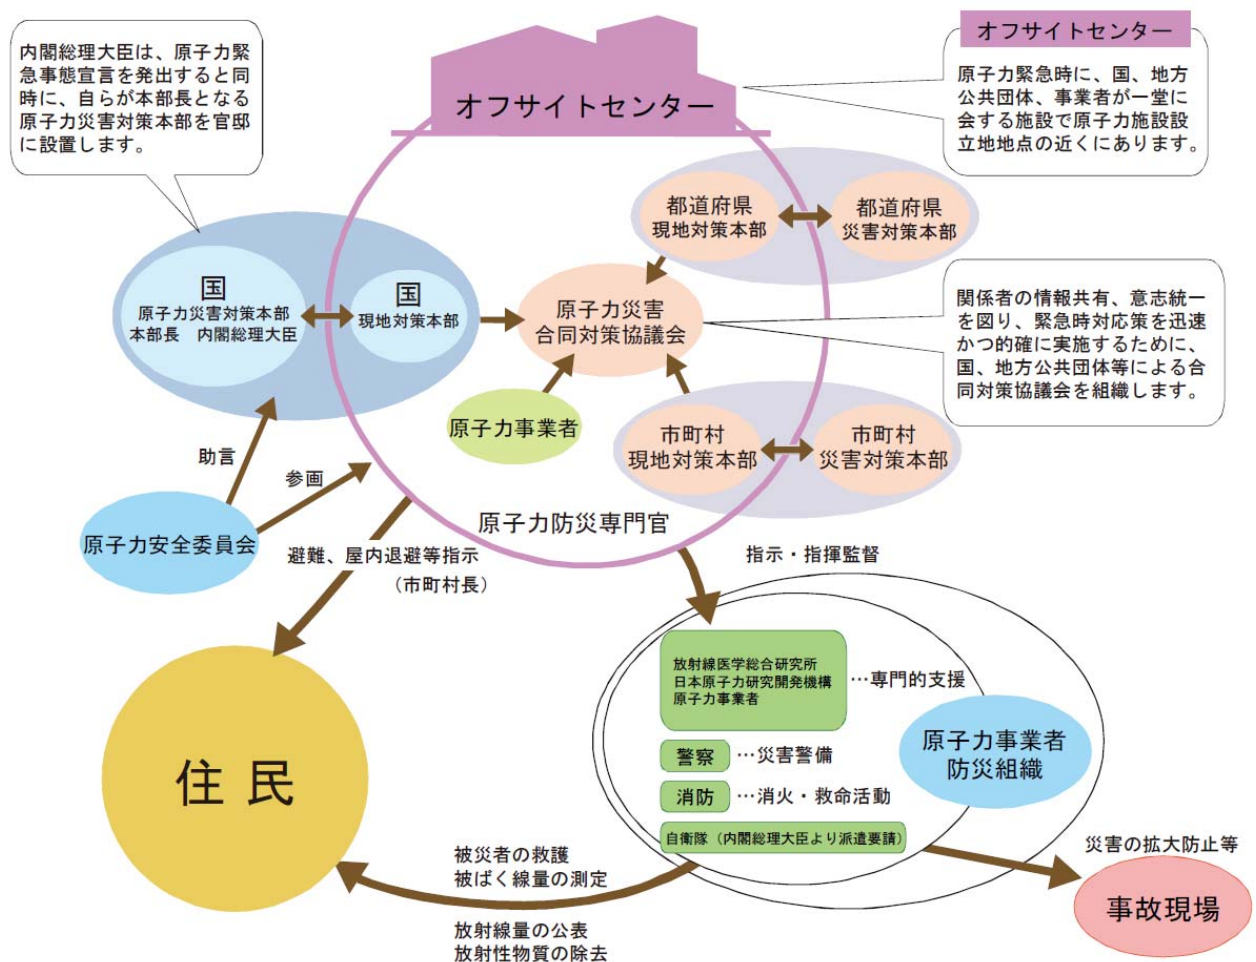 内閣総理大臣は、原子力緊
急事態宣言を発出すると同
時に、自らが本部長となる
原子力災害対策本部を官邸
に設置します。
オフサイトセンター
オフサイトセンター
原子力緊急時に、国、地方
公共団体、事業者が一堂に
会する施設で原子力施設設
立地地点の近くにあります。
都道府県
現地対策本部
都道府県
災害対策本部
国
原子力災害対策本部
本部長　内閣総理大臣
国
現地対策本部
原子力災害
合同対策協議会
関係者の情報共有、意志統一
を図り、緊急時対応策を迅速
かつ的確に実施するために、
国、地方公共団体等による合
同対策協議会を組織します。
原子力事業者
市町村
現地対策本部
市町村
災害対策本部
助言
参画
原子力安全委員会
原子力防災専門官
避難、屋内退避等指示
（市町村長）
指示・指揮監督
放射線医学総合研究所
日本原子力研究開発機構
原子力事業者
…専門的支援
警察
…災害警備
消防
…消火・救命活動
自衛隊（内閣総理大臣より派遣要請）
原子力事業者
防災組織
住民
被災者の救護
被ばく線量の測定
放射線量の公表
放射性物質の除去
災害の拡大防止等
事故現場